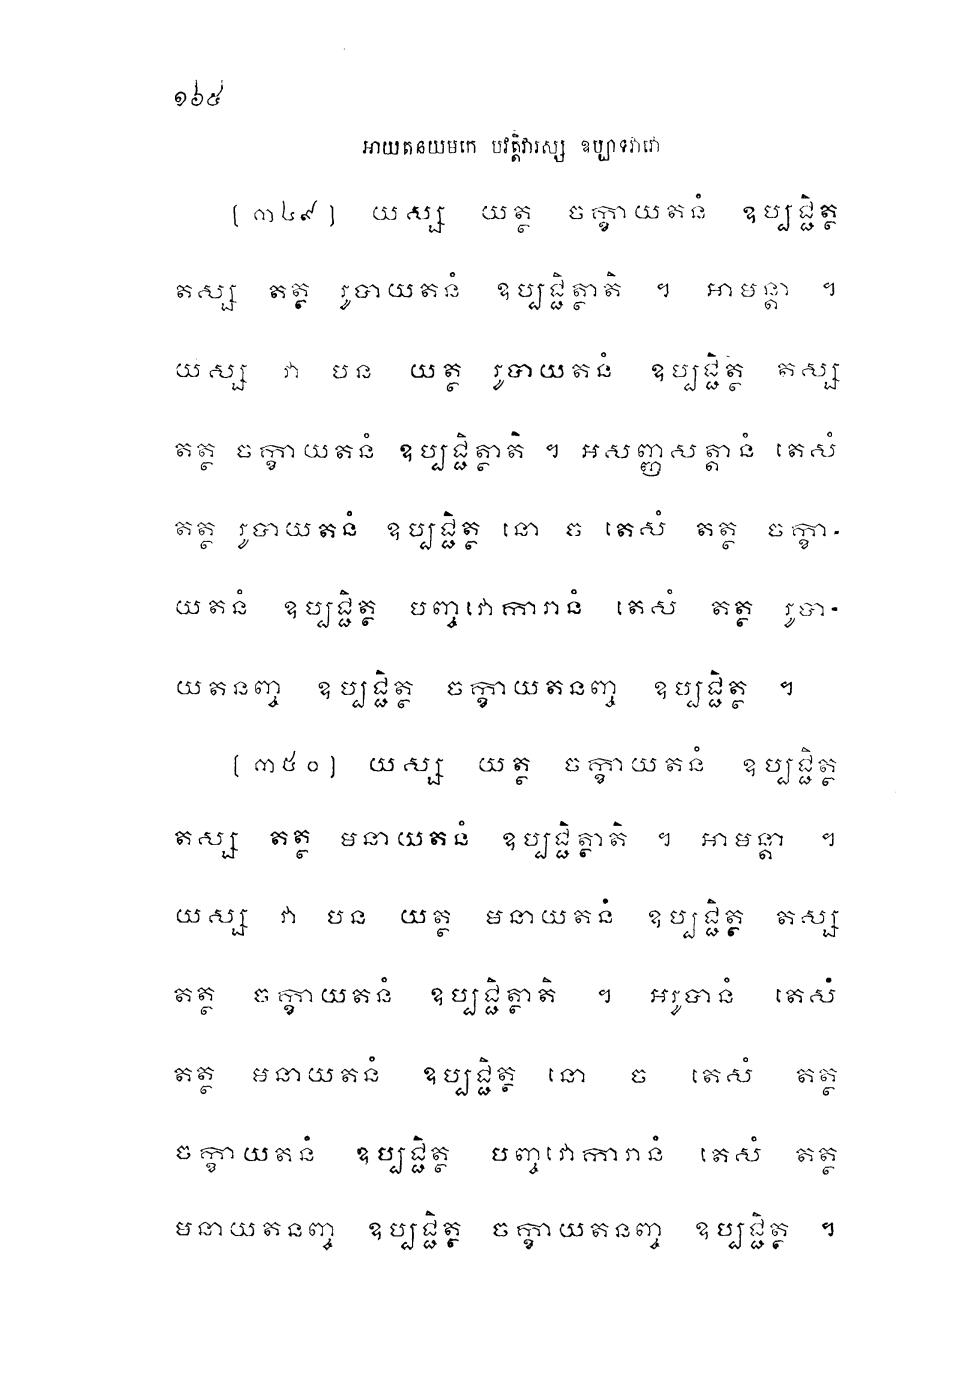 ១៦៥
អាយតនយមកេ បវត្តិវារស្ស ឧប្បាទវារោ
[៣៤៩] យស្ស យត្ថ ចក្ខាយតនំ ឧប្បជ្ជិត្ថ
តស្ស តត្ថ រូបាយតនំ ឧប្បជ្ជិត្ថាតិ ។ អាមន្តា ។
យស្ស វា បន យត្ថ រូបាយតនំ ឧប្បជ្ជិត្ថ តស្ស
តត្ថ ចក្ខាយតនំ ឧប្បជ្ជិត្ថាតិ ។ អសញ្ញសត្តានំ តេសំ
តត្ថ រូបាយតនំ ឧប្បជ្ជិត្ថ នោ ច តេសំ តត្ថ ចក្ខា-
យតនំ ឧប្បជ្ជិត្ថ បញ្ចវោការានំ តេសំ តត្ថ រូបា-
យតនញ្ច ឧប្បជ្ជិត្ថ ចក្ខាយតនញ្ច ឧប្បជ្ជិត្ថ ។
[៣៥០] យស្ស យត្ថ ចក្ខាយតនំ ឧប្បជ្ជិត្ថ
តស្ស តត្ថ មនាយតនំ ឧប្បជ្ជិត្ថាតិ ។ អាមន្តា ។
យស្ស វា បន យត្ថ មនាយតនំ ឧប្បជ្ជិត្ថ តស្ស
តត្ថ ចក្ខាយតនំ ឧប្បជ្ជិត្ថាតិ ។ អរូបានំ តេសំ
តត្ថ មនាយតនំ ឧប្បជ្ជិត្ថ នោ ច តេសំ តត្ថ
ចក្ខាយតនំ ឧប្បជ្ជិត្ថ បញ្ចវោការានំ តេសំ តត្ថ
មនាយតនញ្ច ឧប្បជ្ជិត្ថ ចក្ខាយតនញ្ច ឧប្បជ្ជិត្ថ ។